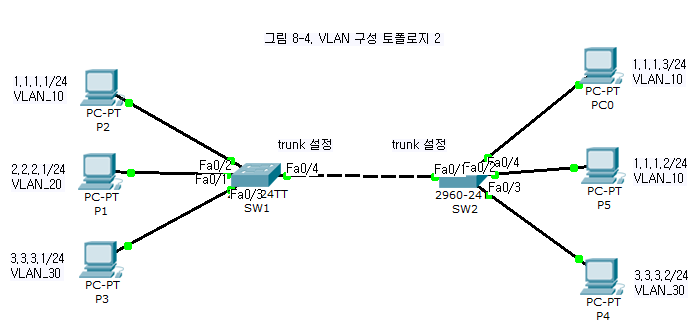 그림 8-4. VLAN 구성 토폴로지 2
1.1.1.1/24
VLAN_10
PC-PT
P2
1.1.1.3/24
VLAN_10
PC-PT
PC0
trunk 설정
trunk 설정
2.2.2.1/24
VLAN_20
PC-PT
P1
Fa0/2
Fa0/1
Fa0/3
Fa0/4
24TT
SW1
Fa0/1
Fa0/2
Fa0/4
Fa0/3
2960-24
SW2
1.1.1.2/24
VLAN_10
PC-PT
P5
3.3.3.1/24
VLAN_30
PC-PT
P3
3.3.3.2/24
VLAN_30
PC-PT
P4